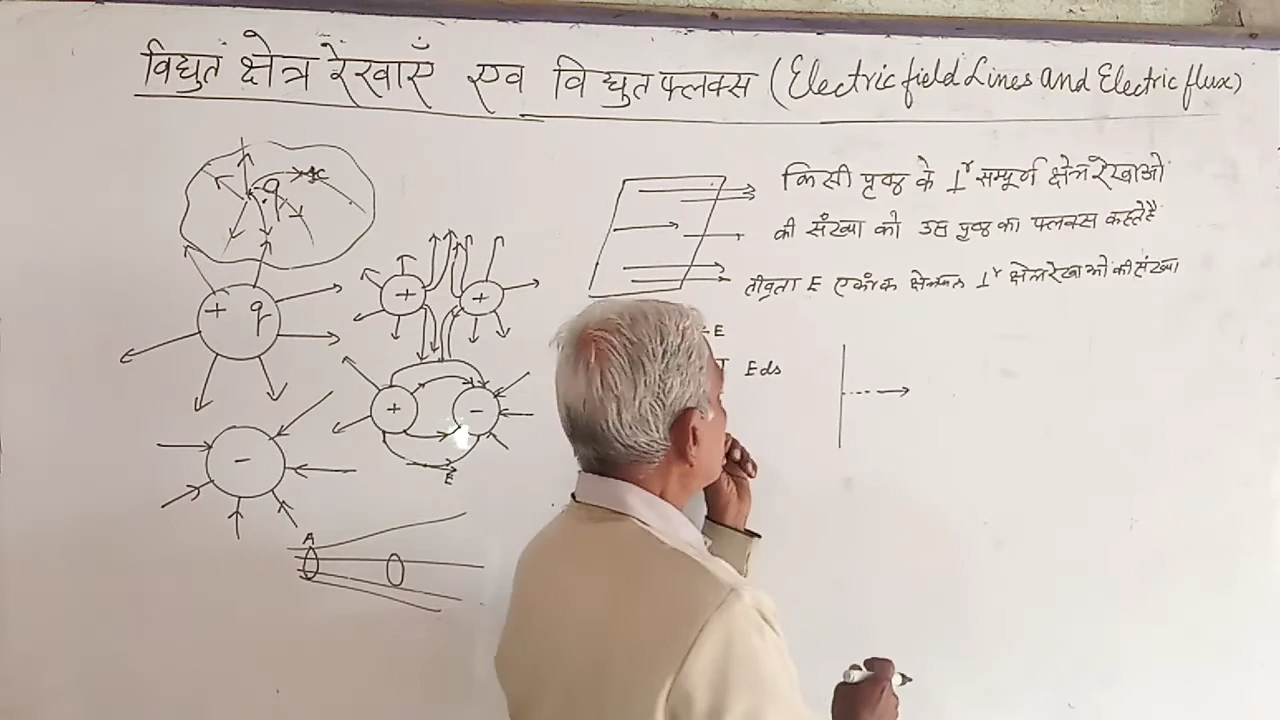 विद्युत क्षेत्र रेखाएँ एव विद्युत फ्लक्स (Electric field Lines and Electric flux)
q
+ q
+
+
+
-
E
-
A
किसी पृष्ठ के ⊥r सम्पूर्ण क्षेत्र रेखाओ
की संख्या को उस पृष्ठ का फ्लक्स कहते है
तीव्रता E एकांक क्षेत्रफल ⊥r क्षेत्र रेखाओं की संख्या
E
Eds